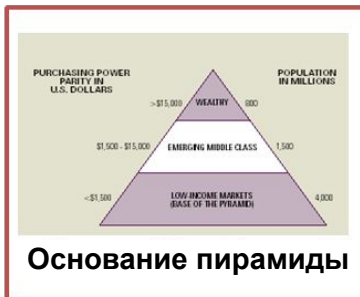 PURCHASING POWER
PARITY IN
U.S. DOLLARS
POPULATION
IN MILLIONS
>$15,000 WEALTHY 800
$1,500 - $15,000 EMERGING MIDDLE CLASS 1,500
<$1,500 LOW-INCOME MARKETS 4,000
(BASE OF THE PYRAMID)
Основание пирамиды